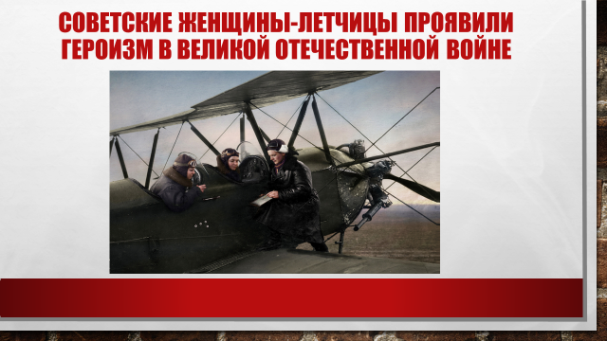 СОВЕТСКИЕ ЖЕНЩИНЫ-ЛЕТЧИЦЫ ПРОЯВИЛИ
ГЕРОИЗМ В ВЕЛИКОЙ ОТЕЧЕСТВЕННОЙ ВОЙНЕ